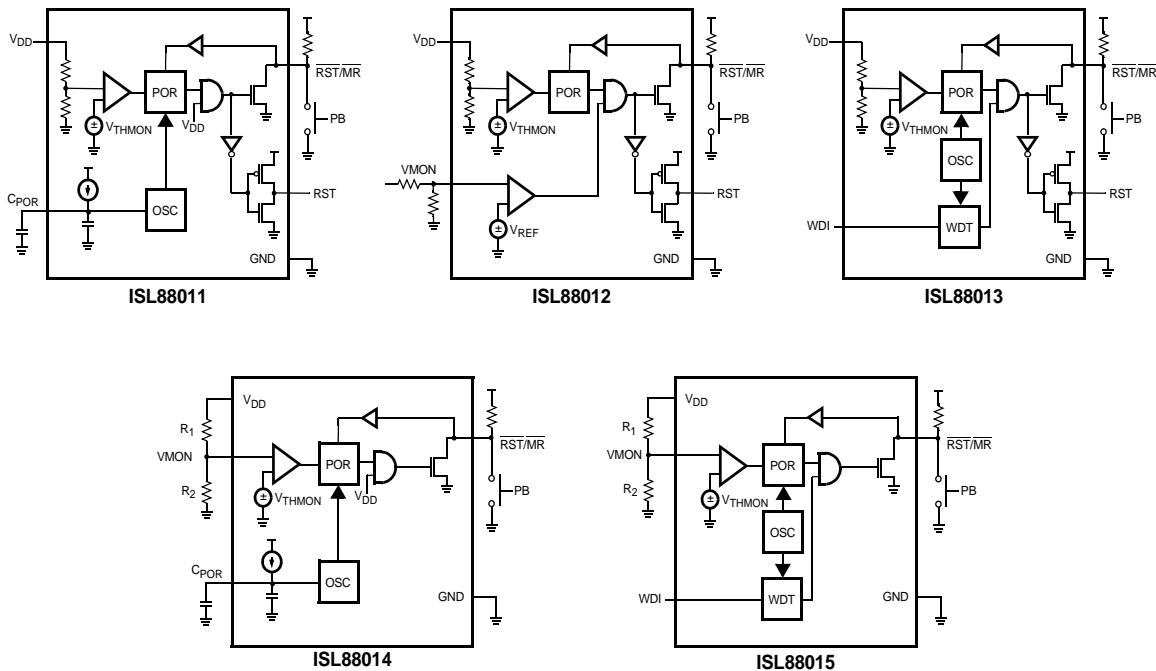 VDD
POR
RST/MR
VTHMON
VDD
PB
CPOR
OSC
RST
GND
ISL88011
VDD
POR
RST/MR
VTHMON
PB
VMON
RST
VREF
GND
ISL88012
VDD
POR
RST/MR
VTHMON
PB
OSC
RST
WDI
WDT
GND
ISL88013
VDD
R1
RST/MR
VMON
POR
R2
VTHMON
VDD
PB
CPOR
OSC
GND
ISL88014
VDD
R1
RST/MR
VMON
POR
R2
VTHMON
PB
OSC
WDI
WDT
GND
ISL88015